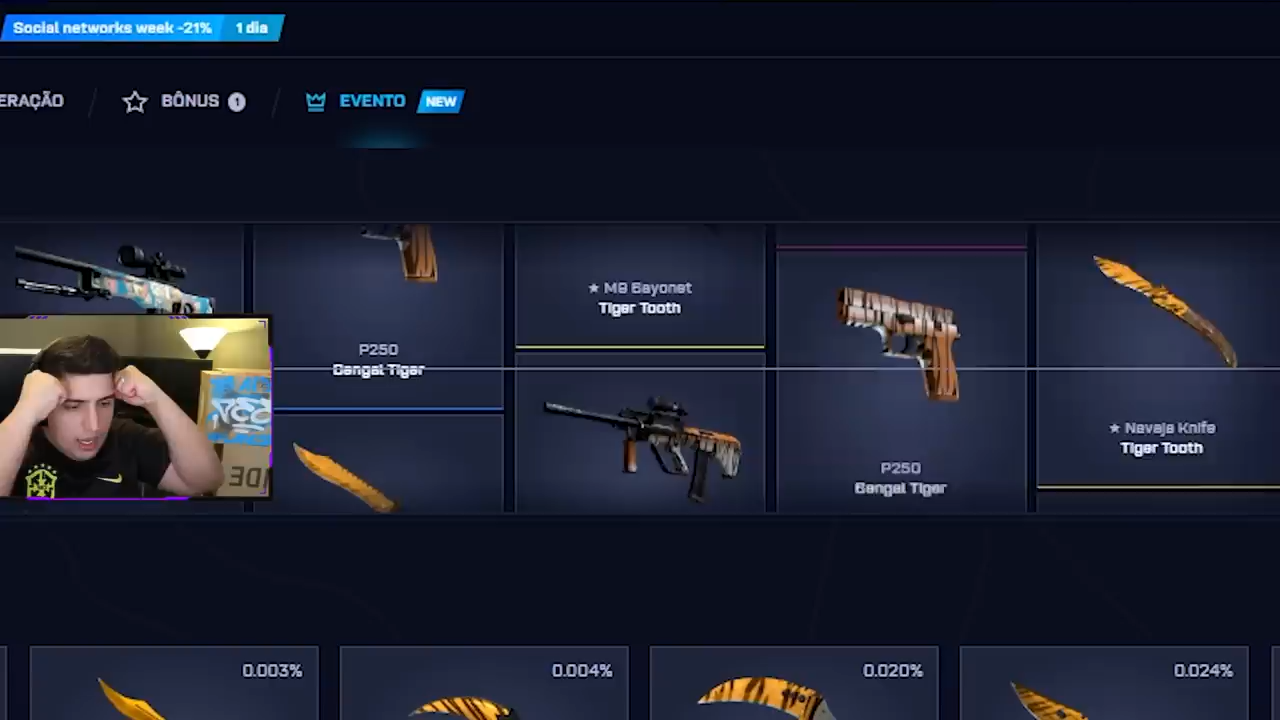 Social networks week -21% 1 dia
ERAÇÃO BÔNUS 1 EVENTO NEW
★ M9 Bayonet
Tiger Tooth
P250
Bengal Tiger
★ Navaja Knife
Tiger Tooth
P250
Bengal Tiger
0.003% 0.004% 0.020% 0.024%